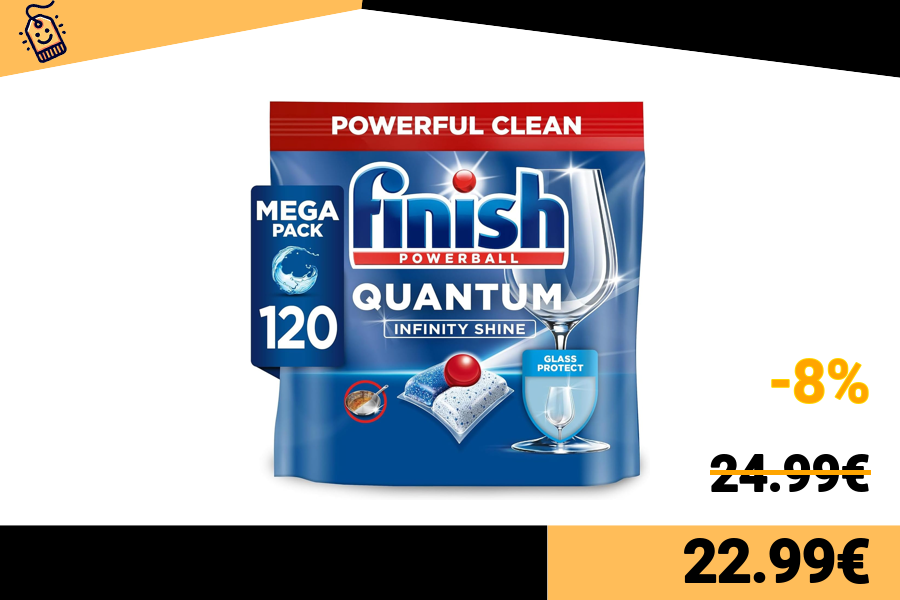 POWERFUL CLEAN
MEGA
PACK
120
finish
POWERBALL
QUANTUM
INFINITY SHINE
GLASS
PROTECT
-8%
24.99€
22.99€